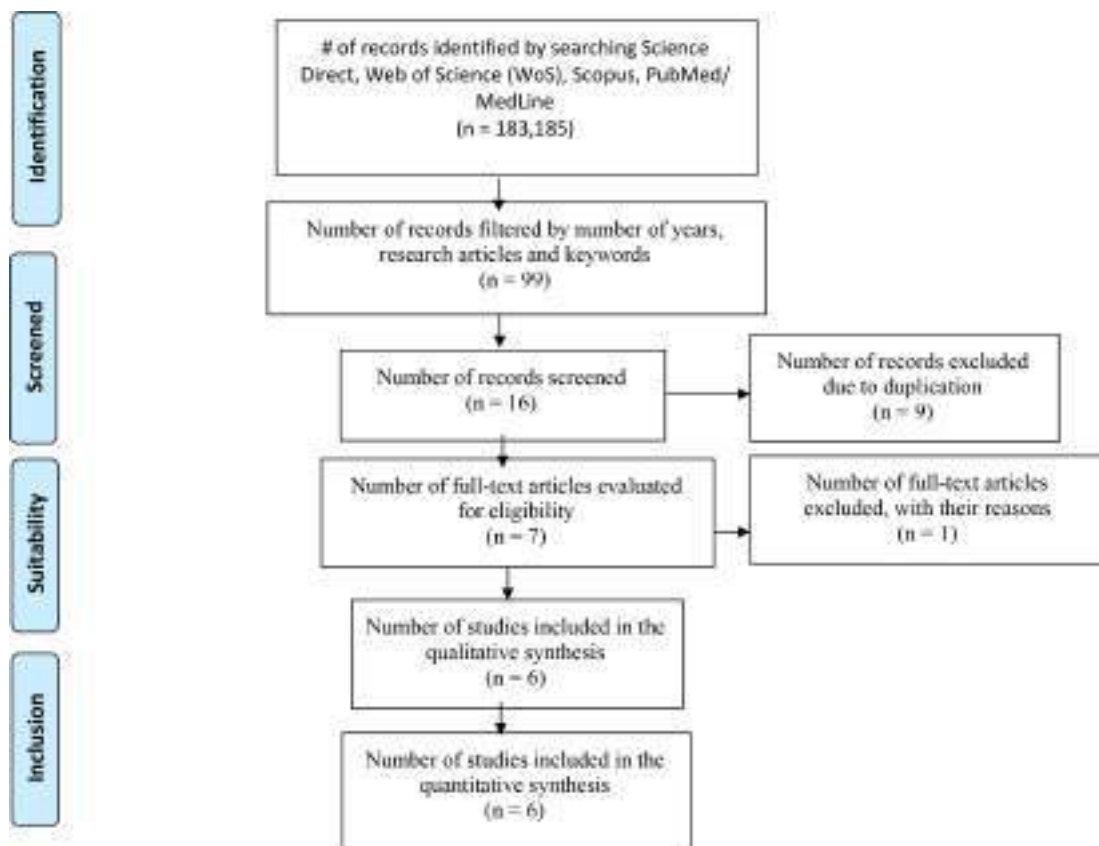 Identification
# of records identified by searching Science
Direct, Web of Science (WoS), Scopus, PubMed/
MedLine
(n = 183,185)
Number of records filtered by number of years,
research articles and keywords
(n = 99)
Screened
Number of records screened
(n = 16)
Number of records excluded
due to duplication
(n = 9)
Suitability
Number of full-text articles evaluated
for eligibility
(n = 7)
Number of full-text articles
excluded, with their reasons
(n = 1)
Number of studies included in the
qualitative synthesis
(n = 6)
Inclusion
Number of studies included in the
quantitative synthesis
(n = 6)